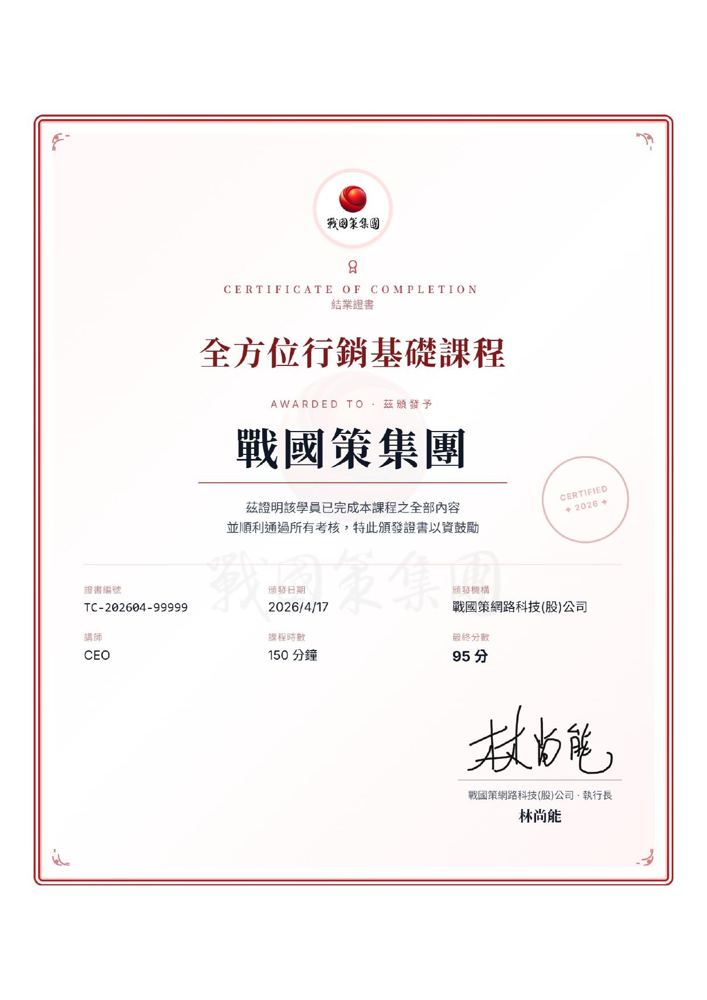 戰國策集團
CERTIFICATE OF COMPLETION
結業證書
全方位行銷基礎課程
AWARDED TO · 茲頒發予
戰國策集團
茲證明該學員已完成本課程之全部內容
並順利通過所有考核，特此頒發證書以資鼓勵
CERTIFIED
✦ 2026 ✦
戰國策集團
證書編號
TC-202604-99999
頒發日期
2026/4/17
頒發機構
戰國策網路科技(股)公司
講師
CEO
課程時數
150 分鐘
最終分數
95 分
林尚能
戰國策網路科技(股)公司 · 執行長
林尚能